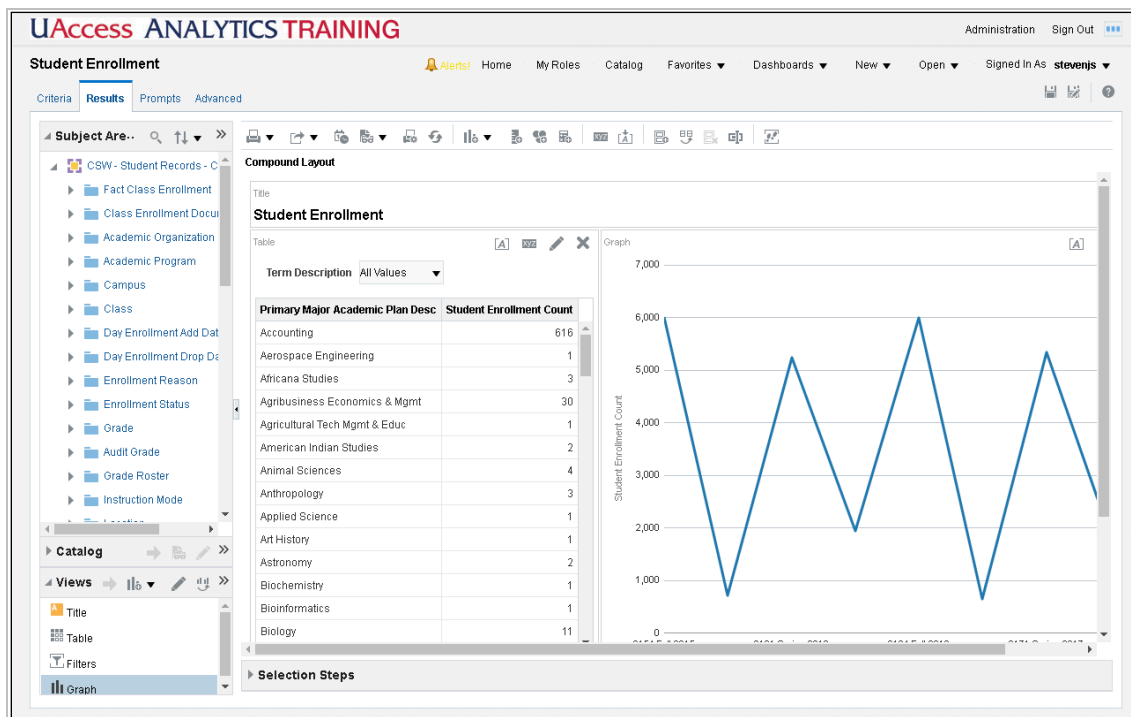 UAccess ANALYTICS TRAINING
Administration Sign Out
Student Enrollment
Alerts! Home My Roles Catalog Favorites Dashboards New Open Signed In As stevenjs
Criteria Results Prompts Advanced
Subject Are..
CSW - Student Records - C
Fact Class Enrollment
Class Enrollment Docu
Academic Organization
Academic Program
Campus
Class
Day Enrollment Add Dat
Day Enrollment Drop Da
Enrollment Reason
Enrollment Status
Grade
Audit Grade
Grade Roster
Instruction Mode
Catalog
Views
Title
Table
Filters
Graph
Compound Layout
Title
Student Enrollment
Table
Term Description All Values
Primary Major Academic Plan Desc Student Enrollment Count
Accounting 616
Aerospace Engineering 1
Africana Studies 3
Agribusiness Economics & Mgmt 30
Agricultural Tech Mgmt & Educ 1
American Indian Studies 2
Animal Sciences 4
Anthropology 3
Applied Science 1
Art History 1
Astronomy 2
Biochemistry 1
Bioinformatics 1
Biology 11
Graph
Student Enrollment Count
7,000
6,000
5,000
4,000
3,000
2,000
1,000
0
Selection Steps